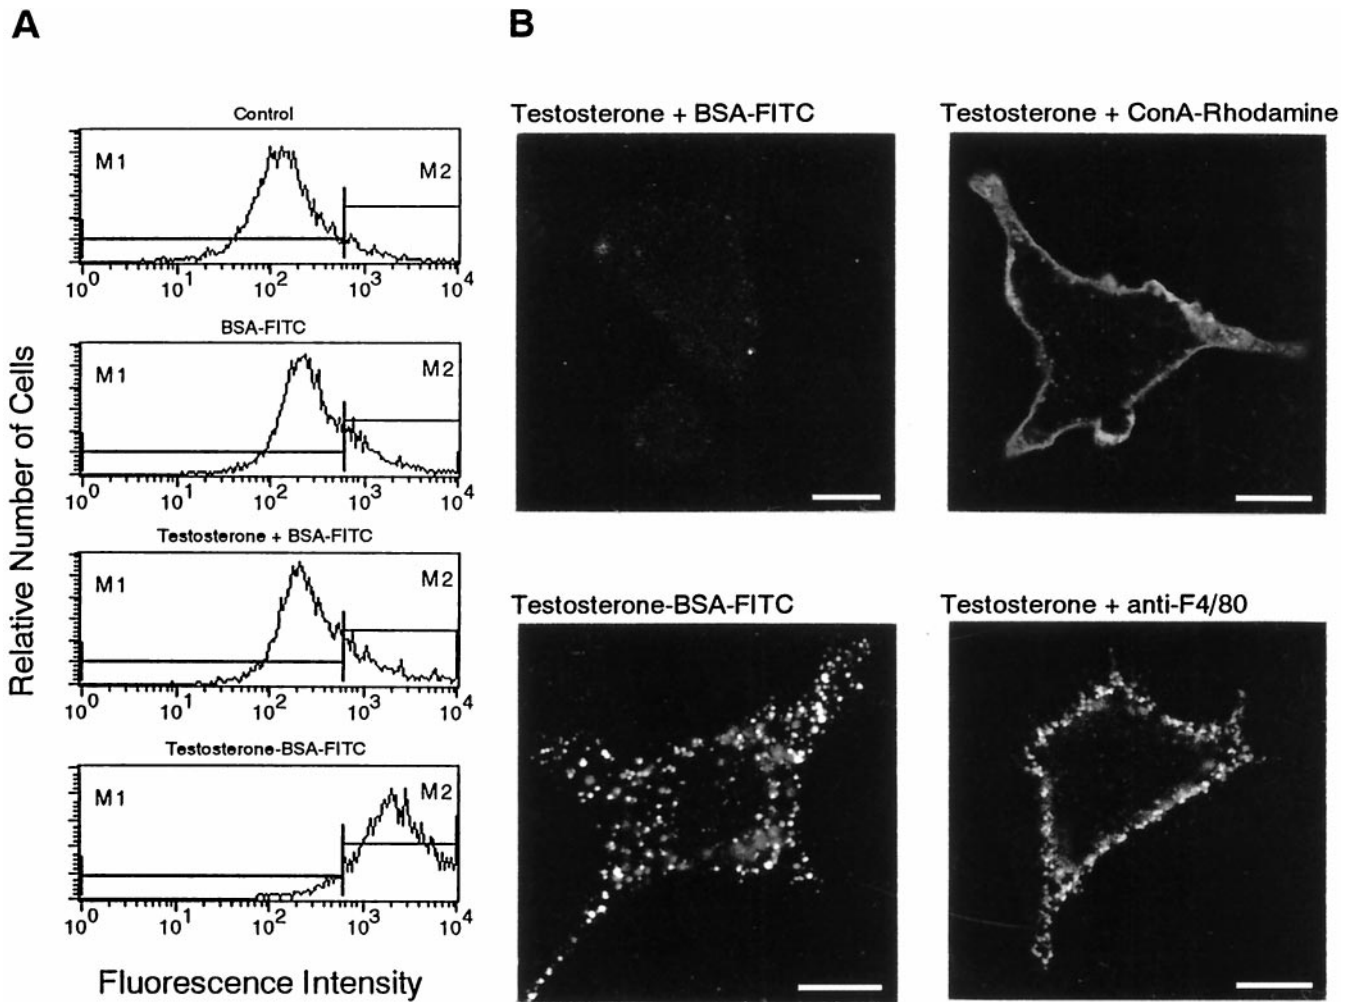 A
B
Relative Number of Cells
Control
M1
M2
10^0 10^1 10^2 10^3 10^4
BSA-FITC
M1
M2
10^0 10^1 10^2 10^3 10^4
Testosterone + BSA-FITC
M1
M2
10^0 10^1 10^2 10^3 10^4
Testosterone-BSA-FITC
M1
M2
10^0 10^1 10^2 10^3 10^4
Fluorescence Intensity
Testosterone + BSA-FITC
Testosterone + ConA-Rhodamine
Testosterone-BSA-FITC
Testosterone + anti-F4/80